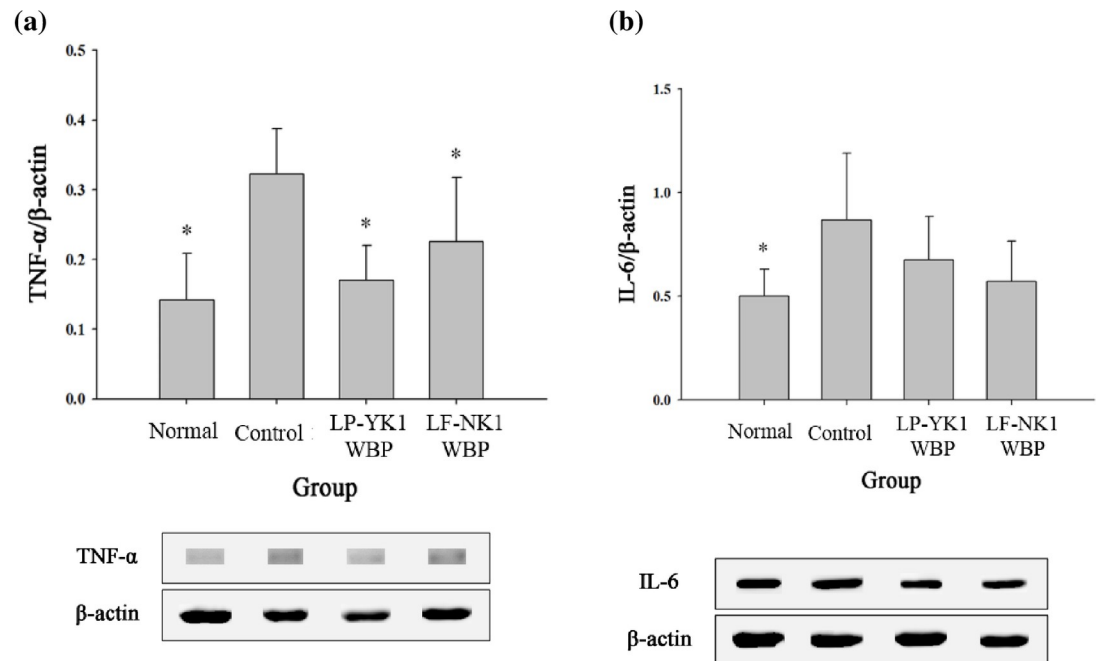 (a)
0.5
0.4
0.3
0.2
0.1
0.0
TNF-α/β-actin
*
*
*
Normal
Control
LP-YK1
WBP
LF-NK1
WBP
Group
TNF-α
β-actin
(b)
1.5
1.0
0.5
0.0
IL-6/β-actin
*
Normal
Control
LP-YK1
WBP
LF-NK1
WBP
Group
IL-6
β-actin